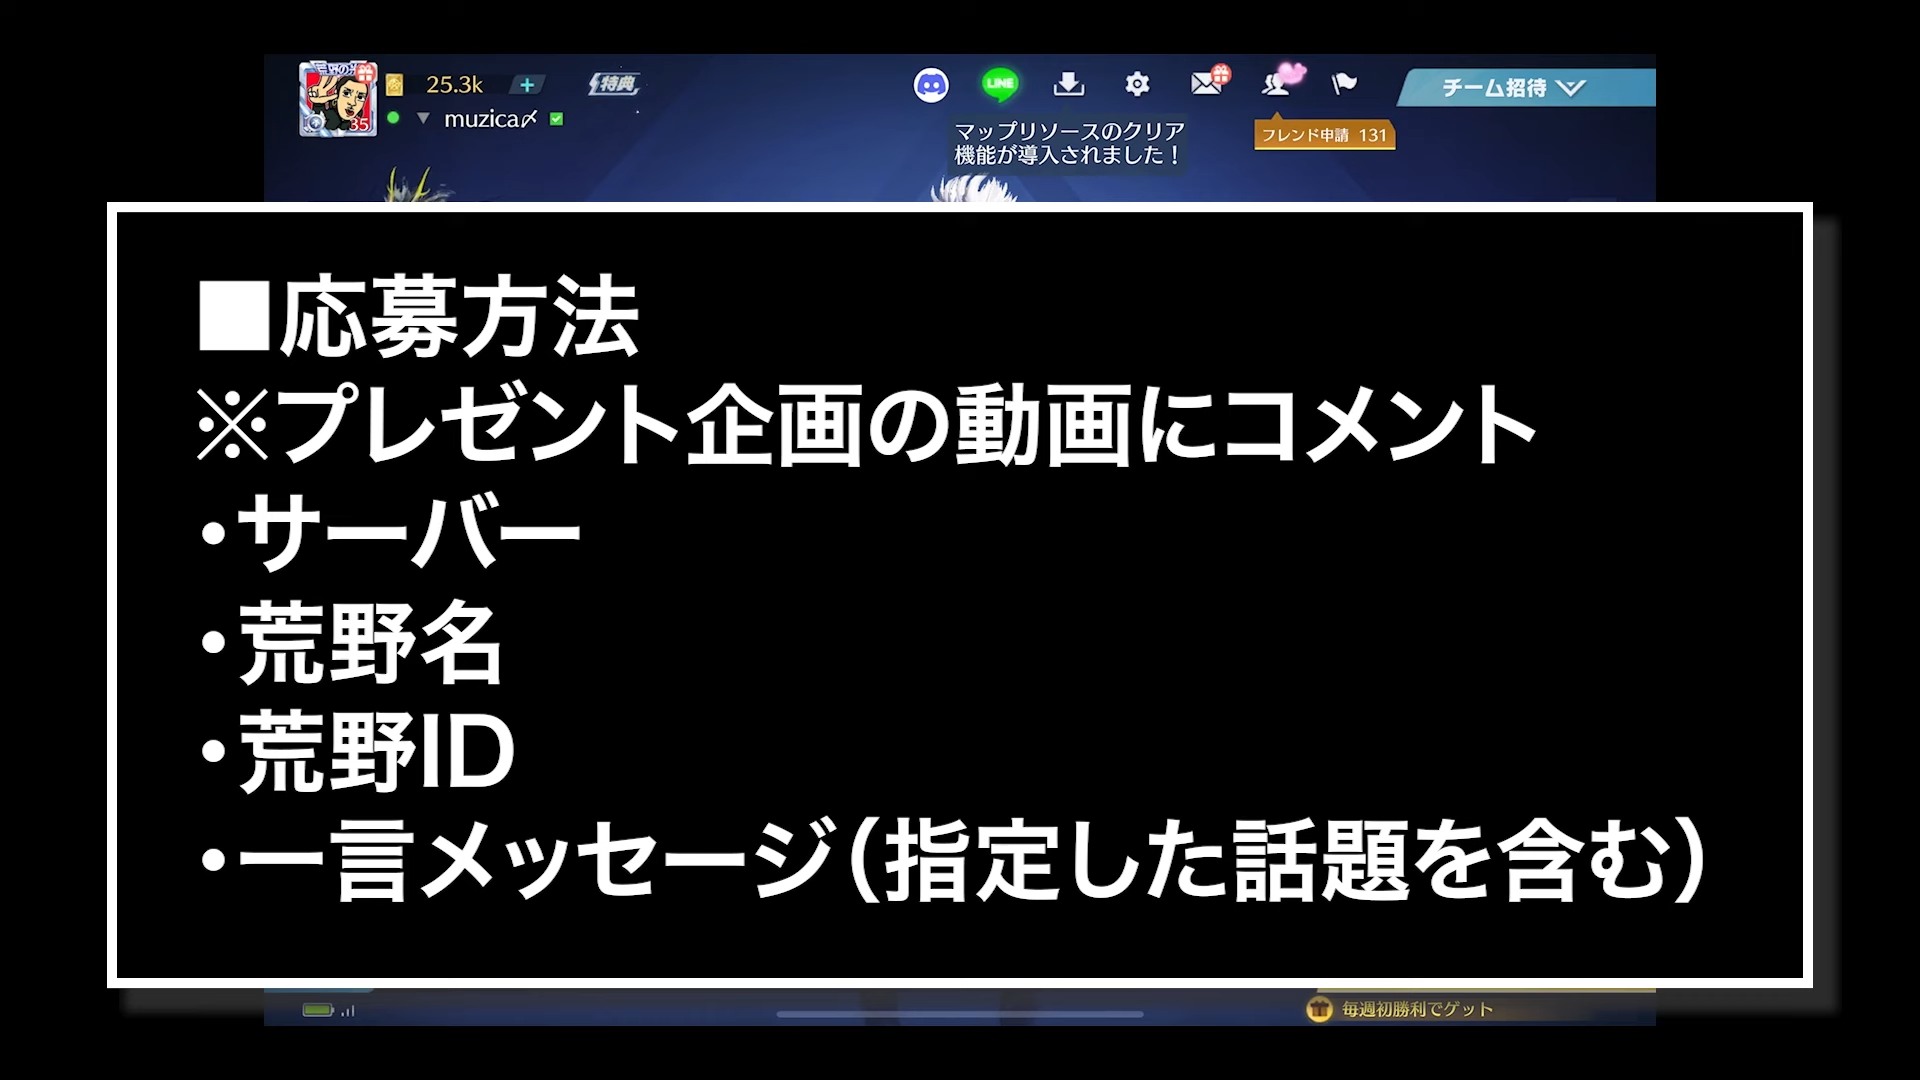 25.3k
特典
muzica〆
35
LINE
マップリソースのクリア
機能が導入されました！
フレンド申請 131
チーム招待
■応募方法
※プレゼント企画の動画にコメント
・サーバー
・荒野名
・荒野ID
・一言メッセージ（指定した話題を含む）
毎週初勝利でゲット